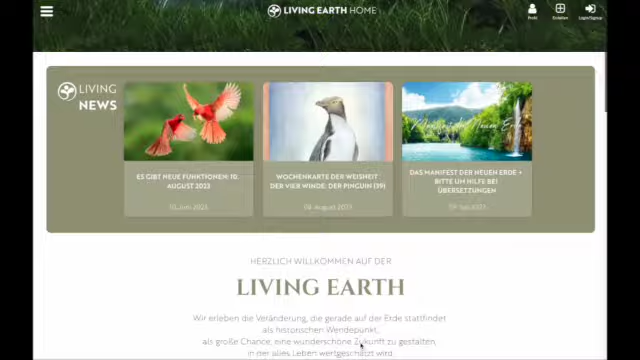 LIVING EARTH HOME
Profil
Erstellen
Login/Signup
LIVING
NEWS
ES GIBT NEUE FUNKTIONEN: 10.
AUGUST 2023
WOCHENKARTE DER WEISHEIT
DER VIER WINDE: DER PINGUIN (39)
DAS MANIFEST DER NEUEN ERDE +
BITTE UM HILFE BEI
ÜBERSETZUNGEN
HERZLICH WILLKOMMEN AUF DER
LIVING EARTH
Wir erleben die Veränderung, die gerade auf der Erde stattfindet
als historischen Wendepunkt,
als große Chance, eine wunderschöne Zukunft zu gestalten,
in der alles Leben wertgeschätzt wird.